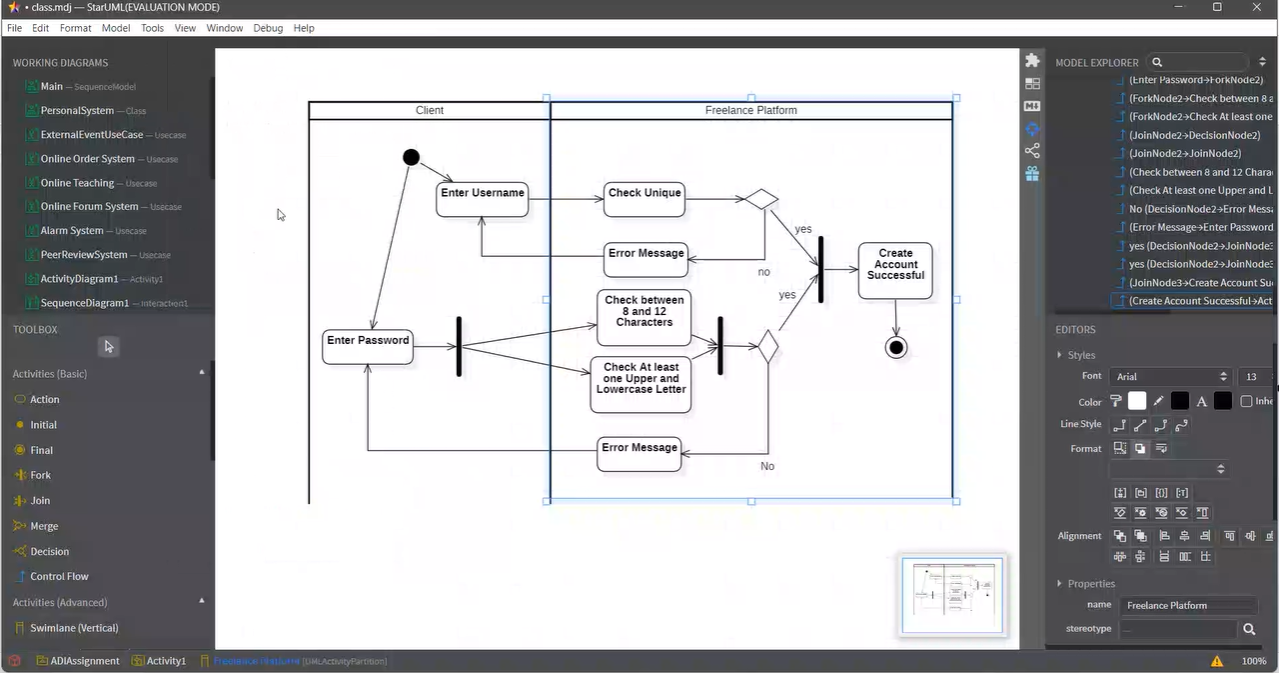 • class.mdj — StarUML(EVALUATION MODE)
File Edit Format Model Tools View Window Debug Help
WORKING DIAGRAMS
Main — SequenceModel
PersonalSystem — Class
ExternalEventUseCase — Usecase
Online Order System — Usecase
Online Teaching — Usecase
Online Forum System — Usecase
Alarm System — Usecase
PeerReviewSystem — Usecase
ActivityDiagram1 — Activity1
SequenceDiagram1 — Interaction1
TOOLBOX
Activities (Basic)
Action
Initial
Final
Fork
Join
Merge
Decision
Control Flow
Activities (Advanced)
Swimlane (Vertical)
Client
Freelance Platform
Enter Username
Check Unique
yes
Error Message
no
Create
Account
Successful
yes
Check between
8 and 12
Characters
Enter Password
Check At least
one Upper and
Lowercase Letter
Error Message
No
MODEL EXPLORER
(Enter Password→ForkNode2)
(ForkNode2→Check between 8 a
(ForkNode2→Check At least one
(JoinNode2→DecisionNode2)
(JoinNode2→JoinNode2)
(Check between 8 and 12 Chara
(Check At least one Upper and L
No (DecisionNode2→Error Messa
(Error Message→Enter Password
yes (DecisionNode2→JoinNode3
yes (DecisionNode2→JoinNode3
(JoinNode3→Create Account Su
(Create Account Successful→Act
EDITORS
Styles
Font Arial 13
Color A Inhe
Line Style
Format
Alignment
Properties
name Freelance Platform
stereotype —
ADIAssignment Activity1 Freelance Platform [UMLActivityPartition]
100%